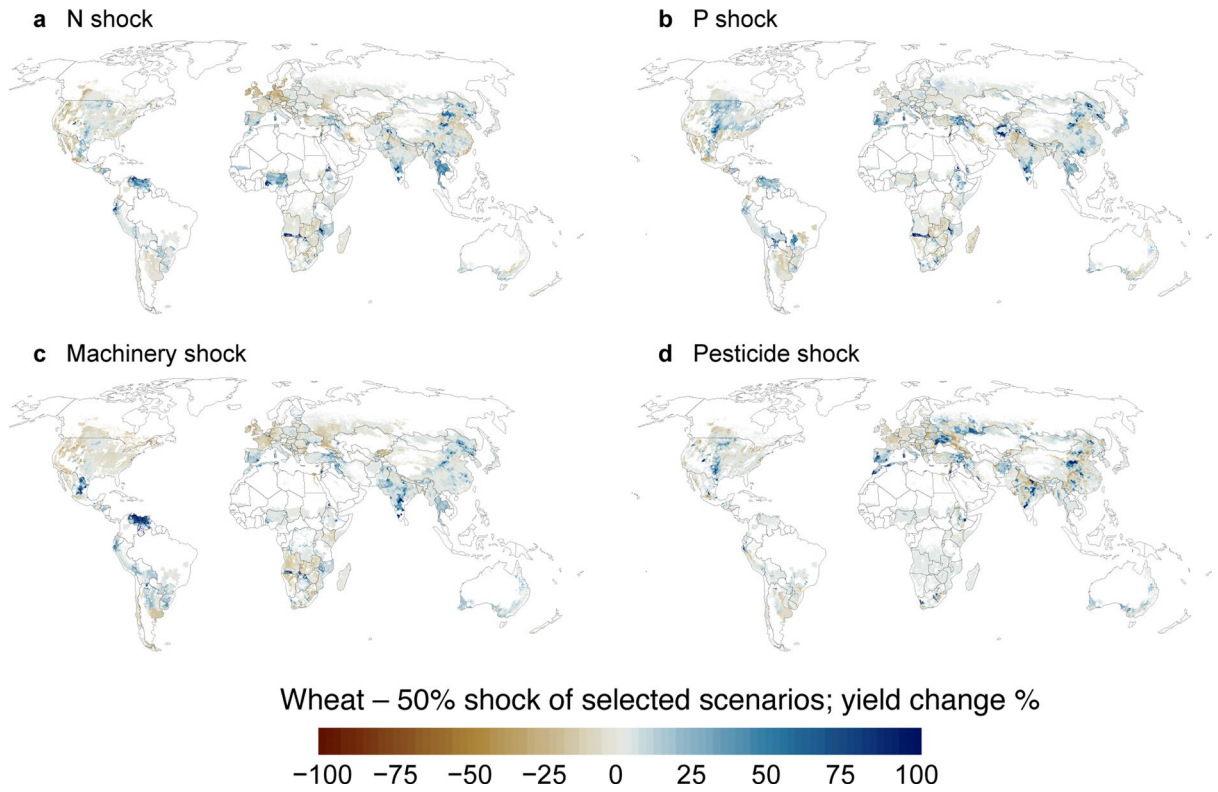 a N shock
b P shock
c Machinery shock
d Pesticide shock
Wheat – 50% shock of selected scenarios; yield change %
−100 −75 −50 −25 0 25 50 75 100